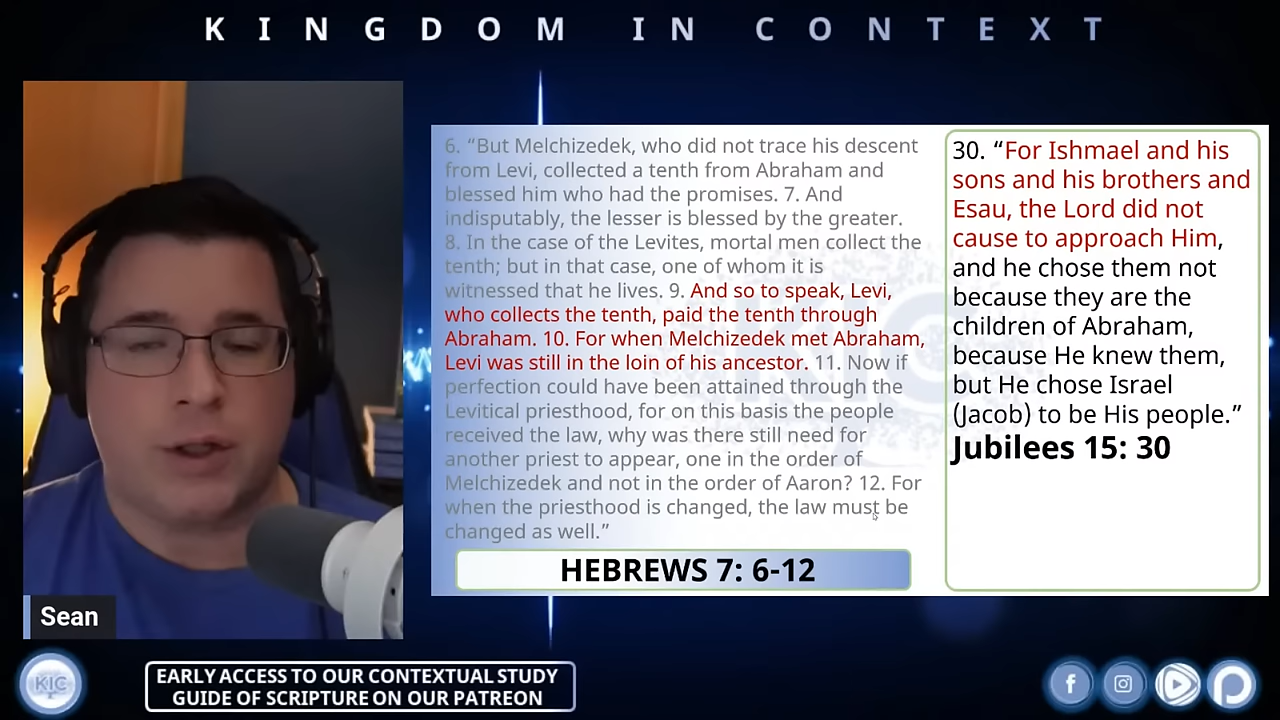 KINGDOM IN CONTEXT
6. “But Melchizedek, who did not trace his descent
from Levi, collected a tenth from Abraham and
blessed him who had the promises. 7. And
indisputably, the lesser is blessed by the greater.
8. In the case of the Levites, mortal men collect the
tenth; but in that case, one of whom it is
witnessed that he lives. 9. And so to speak, Levi,
who collects the tenth, paid the tenth through
Abraham. 10. For when Melchizedek met Abraham,
Levi was still in the loin of his ancestor. 11. Now if
perfection could have been attained through the
Levitical priesthood, for on this basis the people
received the law, why was there still need for
another priest to appear, one in the order of
Melchizedek and not in the order of Aaron? 12. For
when the priesthood is changed, the law must be
changed as well.”
HEBREWS 7: 6-12
30. “For Ishmael and his
sons and his brothers and
Esau, the Lord did not
cause to approach Him,
and he chose them not
because they are the
children of Abraham,
because He knew them,
but He chose Israel
(Jacob) to be His people.”
Jubilees 15: 30
Sean
KIC
EARLY ACCESS TO OUR CONTEXTUAL STUDY
GUIDE OF SCRIPTURE ON OUR PATREON